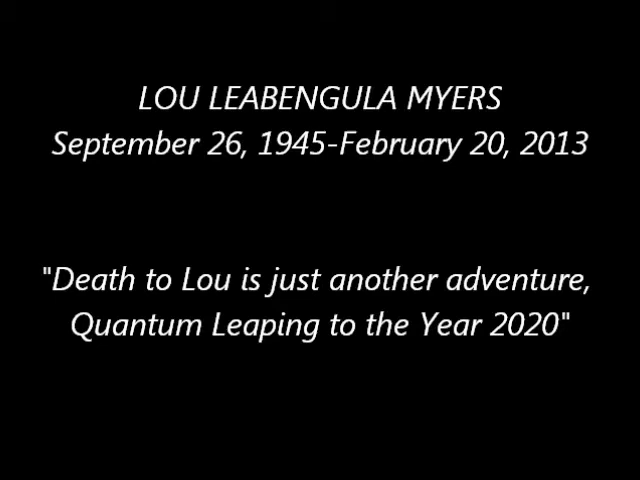 LOU LEABENGULA MYERS
September 26, 1945-February 20, 2013
"Death to Lou is just another adventure,
Quantum Leaping to the Year 2020"